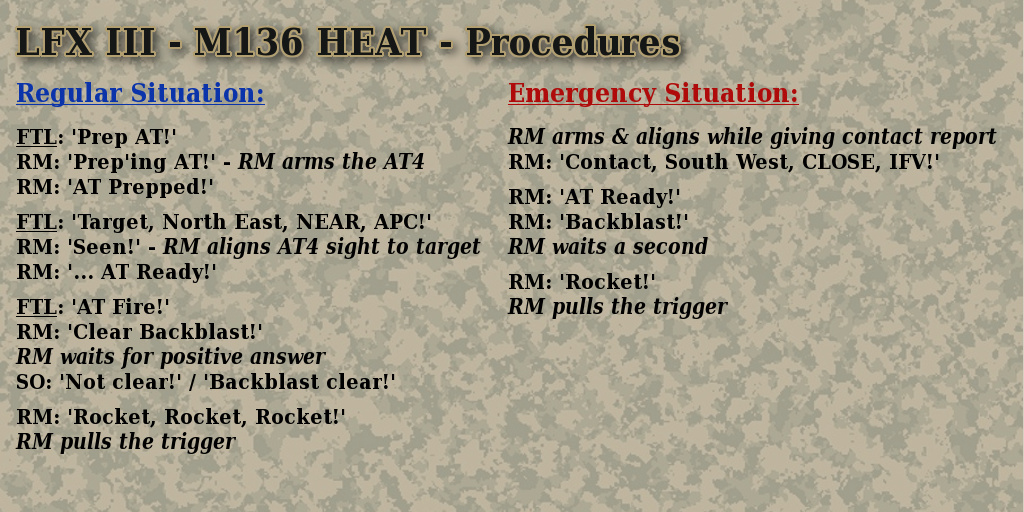 LFX III - M136 HEAT - Procedures
Regular Situation:
FTL: 'Prep AT!'
RM: 'Prep'ing AT!' - RM arms the AT4
RM: 'AT Prepped!'
FTL: 'Target, North East, NEAR, APC!'
RM: 'Seen!' - RM aligns AT4 sight to target
RM: '... AT Ready!'
FTL: 'AT Fire!'
RM: 'Clear Backblast!'
RM waits for positive answer
SO: 'Not clear!' / 'Backblast clear!'
RM: 'Rocket, Rocket, Rocket!'
RM pulls the trigger
Emergency Situation:
RM arms & aligns while giving contact report
RM: 'Contact, South West, CLOSE, IFV!'
RM: 'AT Ready!'
RM: 'Backblast!'
RM waits a second
RM: 'Rocket!'
RM pulls the trigger